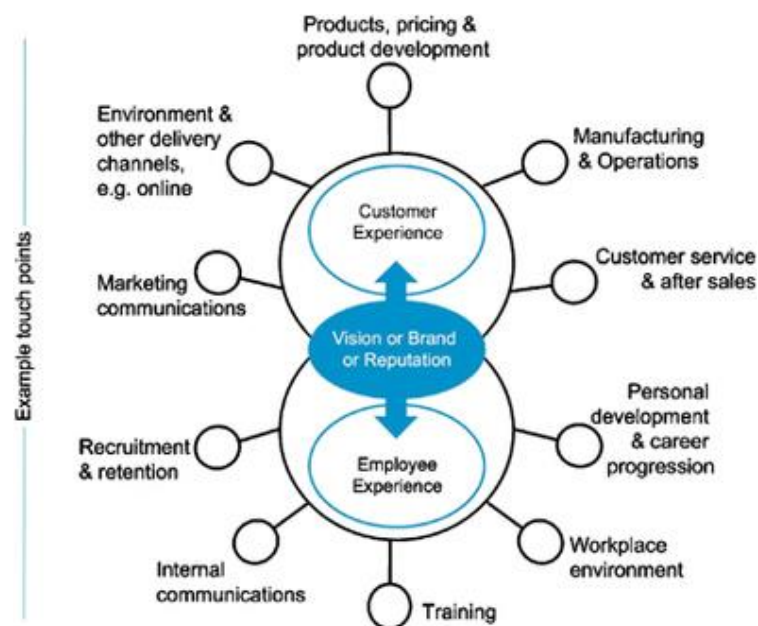 Products, pricing &
product development
Environment &
other delivery
channels,
e.g. online
Manufacturing
& Operations
Customer
Experience
Marketing
communications
Customer service
& after sales
Vision or Brand
or Reputation
Example touch points
Recruitment
& retention
Personal
development
& career
progression
Employee
Experience
Internal
communications
Workplace
environment
Training